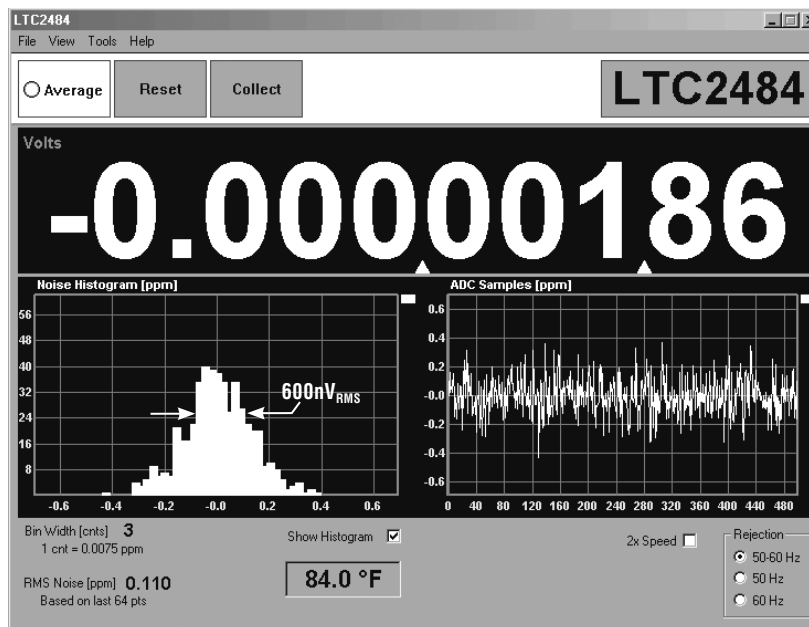 LTC2484
File View Tools Help
Average Reset Collect LTC2484
Volts
-0.00000186
Noise Histogram [ppm]
56
48
40
32
24
16
8
-0.6 -0.4 -0.2 -0.0 0.2 0.4 0.6
600nVRMS
ADC Samples [ppm]
0.6
0.4
0.2
-0.0
-0.2
-0.4
-0.6
0 40 80 120 160 200 240 280 320 360 400 440 480
Bin Width [cnts] 3
1 cnt = 0.0075 ppm
Show Histogram
RMS Noise [ppm] 0.110
Based on last 64 pts
84.0 °F
2x Speed
Rejection
50-60 Hz
50 Hz
60 Hz